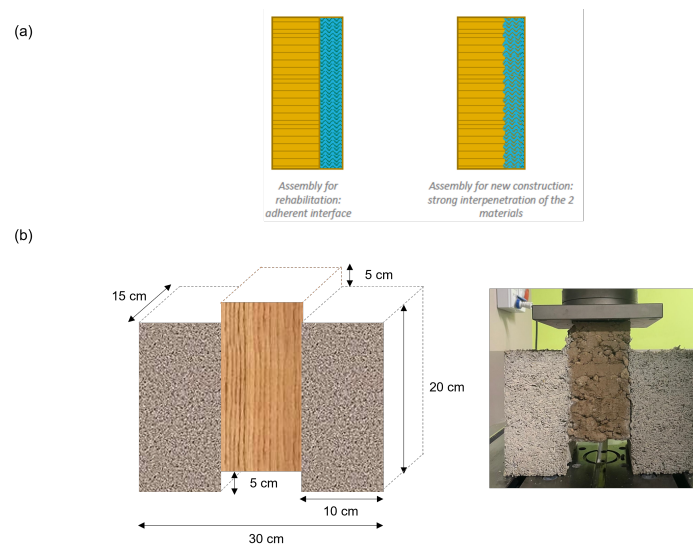 (a)
Assembly for
rehabilitation:
adherent interface
Assembly for new construction:
strong interpenetration of the 2
materials
(b)
15 cm
5 cm
20 cm
5 cm
10 cm
30 cm